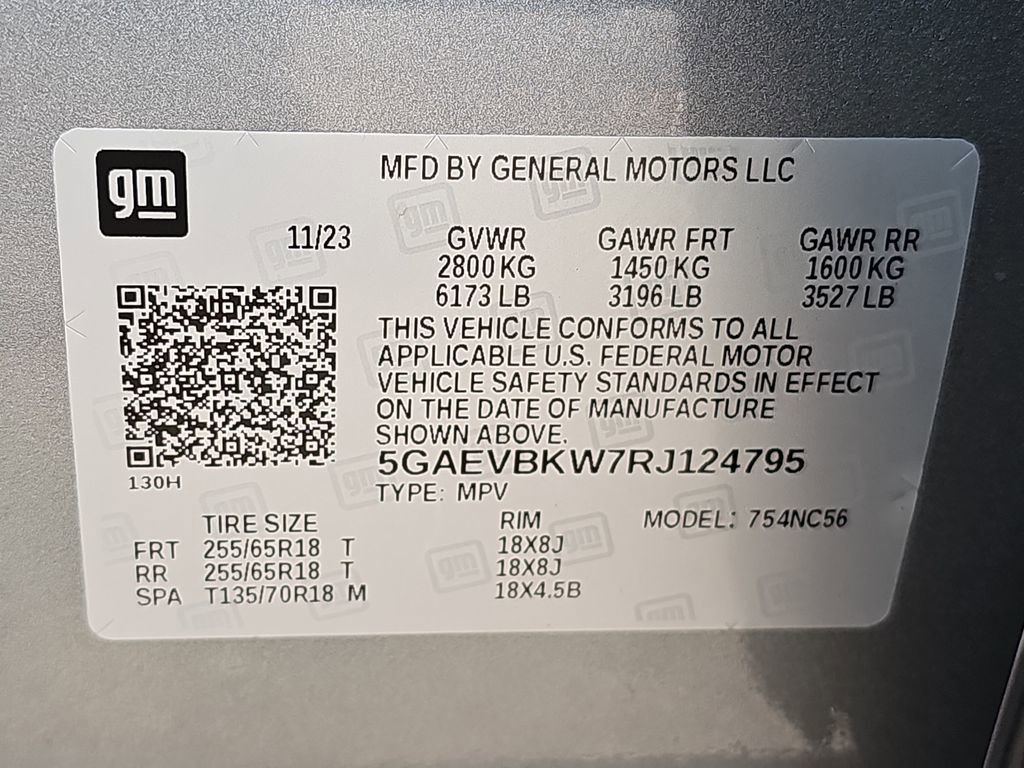 gm
MFD BY GENERAL MOTORS LLC
11/23 GVWR GAWR FRT GAWR RR
2800 KG 1450 KG 1600 KG
6173 LB 3196 LB 3527 LB
THIS VEHICLE CONFORMS TO ALL
APPLICABLE U.S. FEDERAL MOTOR
VEHICLE SAFETY STANDARDS IN EFFECT
ON THE DATE OF MANUFACTURE
SHOWN ABOVE.
5GAEVBKW7RJ124795
130H
TYPE: MPV
TIRE SIZE RIM MODEL: 754NC56
FRT 255/65R18 T 18X8J
RR 255/65R18 T 18X8J
SPA T135/70R18 M 18X4.5B